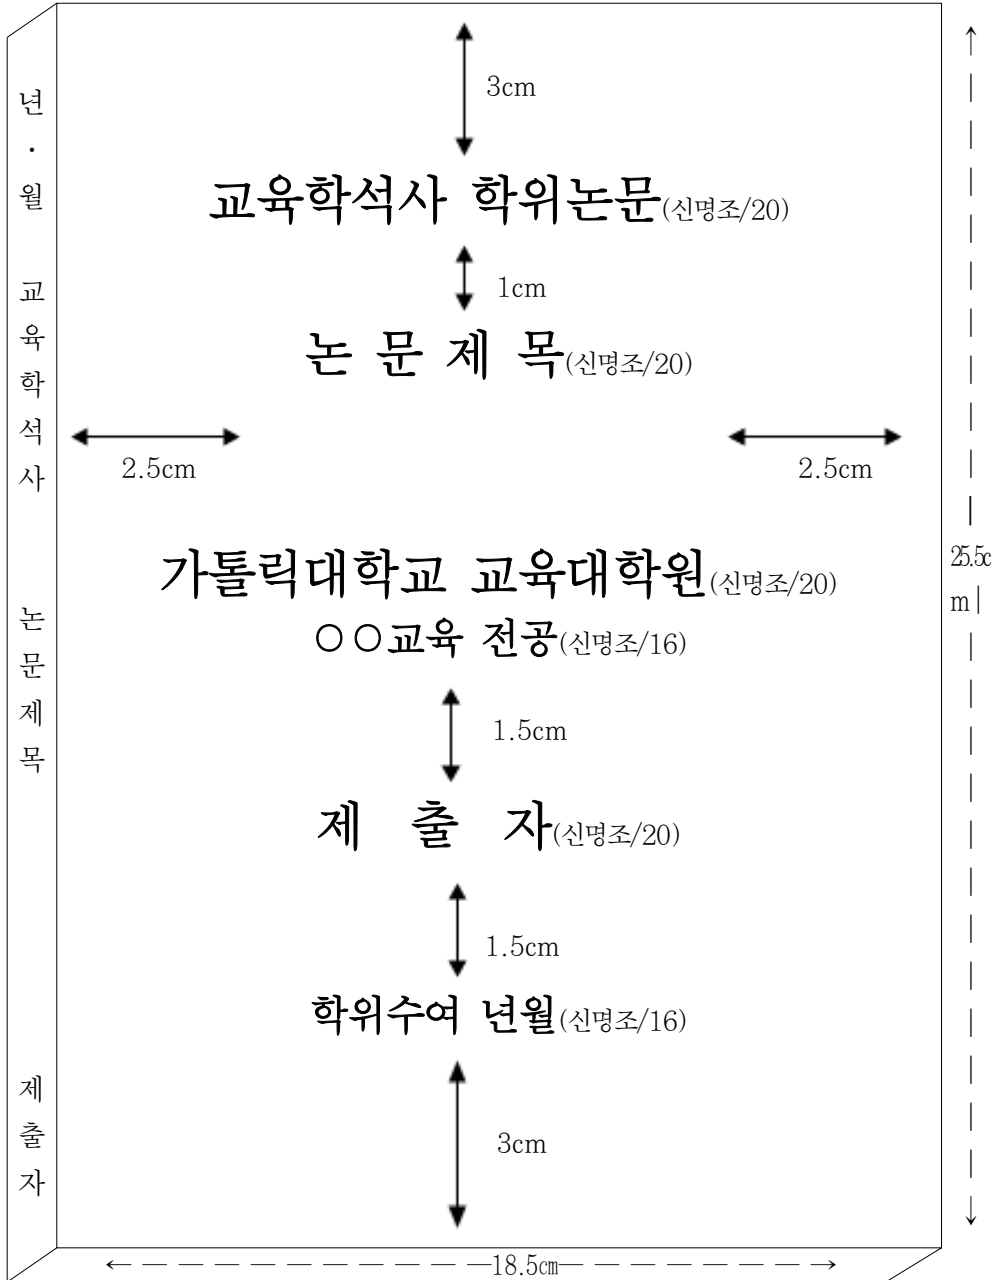 년·월 교육학석사 논문제목 제출자
3cm
교육학석사 학위논문(신명조/20)
1cm
논 문 제 목(신명조/20)
2.5cm 2.5cm
가톨릭대학교 교육대학원(신명조/20)
○○교육 전공(신명조/16)
1.5cm
제 출 자(신명조/20)
1.5cm
학위수여 년월(신명조/16)
3cm
25.5c
m
18.5cm